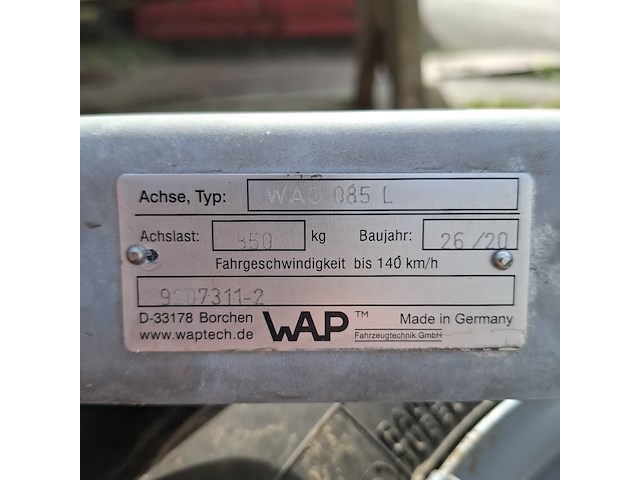 Achse, Typ: WAD 085 L
Achslast: 850 kg Baujahr: 26/20
Fahrgeschwindigkeit bis 140 km/h
9207311-2
D-33178 Borchen WAP™ Made in Germany
www.waptech.de Fahrzeugtechnik GmbH